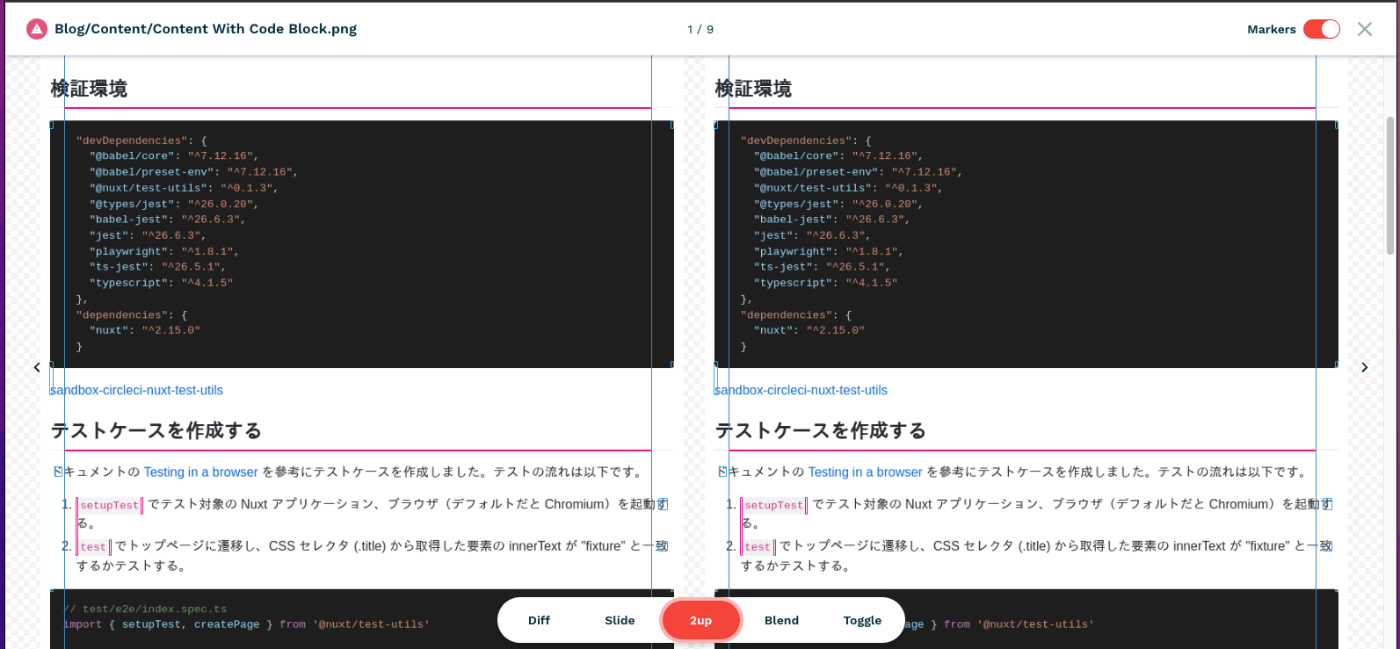 Blog/Content/Content With Code Block.png
1 / 9
Markers
検証環境
"devDependencies": {
"@babel/core": "^7.12.16",
"@babel/preset-env": "^7.12.16",
"@nuxt/test-utils": "^0.1.3",
"@types/jest": "^26.0.20",
"babel-jest": "^26.6.3",
"jest": "^26.6.3",
"playwright": "^1.8.1",
"ts-jest": "^26.5.1",
"typescript": "^4.1.5"
},
"dependencies": {
"nuxt": "^2.15.0"
}
sandbox-circleci-nuxt-test-utils
テストケースを作成する
ドキュメントの Testing in a browser を参考にテストケースを作成しました。テストの流れは以下です。
1. setupTest でテスト対象の Nuxt アプリケーション、ブラウザ（デフォルトだと Chromium）を起動す
る。
2. test でトップページに遷移し、CSS セレクタ (.title) から取得した要素の innerText が "fixture" と一致
するかテストする。
// test/e2e/index.spec.ts
import { setupTest, createPage } from '@nuxt/test-utils'
検証環境
"devDependencies": {
"@babel/core": "^7.12.16",
"@babel/preset-env": "^7.12.16",
"@nuxt/test-utils": "^0.1.3",
"@types/jest": "^26.0.20",
"babel-jest": "^26.6.3",
"jest": "^26.6.3",
"playwright": "^1.8.1",
"ts-jest": "^26.5.1",
"typescript": "^4.1.5"
},
"dependencies": {
"nuxt": "^2.15.0"
}
sandbox-circleci-nuxt-test-utils
テストケースを作成する
ドキュメントの Testing in a browser を参考にテストケースを作成しました。テストの流れは以下です。
1. setupTest でテスト対象の Nuxt アプリケーション、ブラウザ（デフォルトだと Chromium）を起動す
る。
2. test でトップページに遷移し、CSS セレクタ (.title) から取得した要素の innerText が "fixture" と一致
するかテストする。
age } from '@nuxt/test-utils'
Diff
Slide
2up
Blend
Toggle